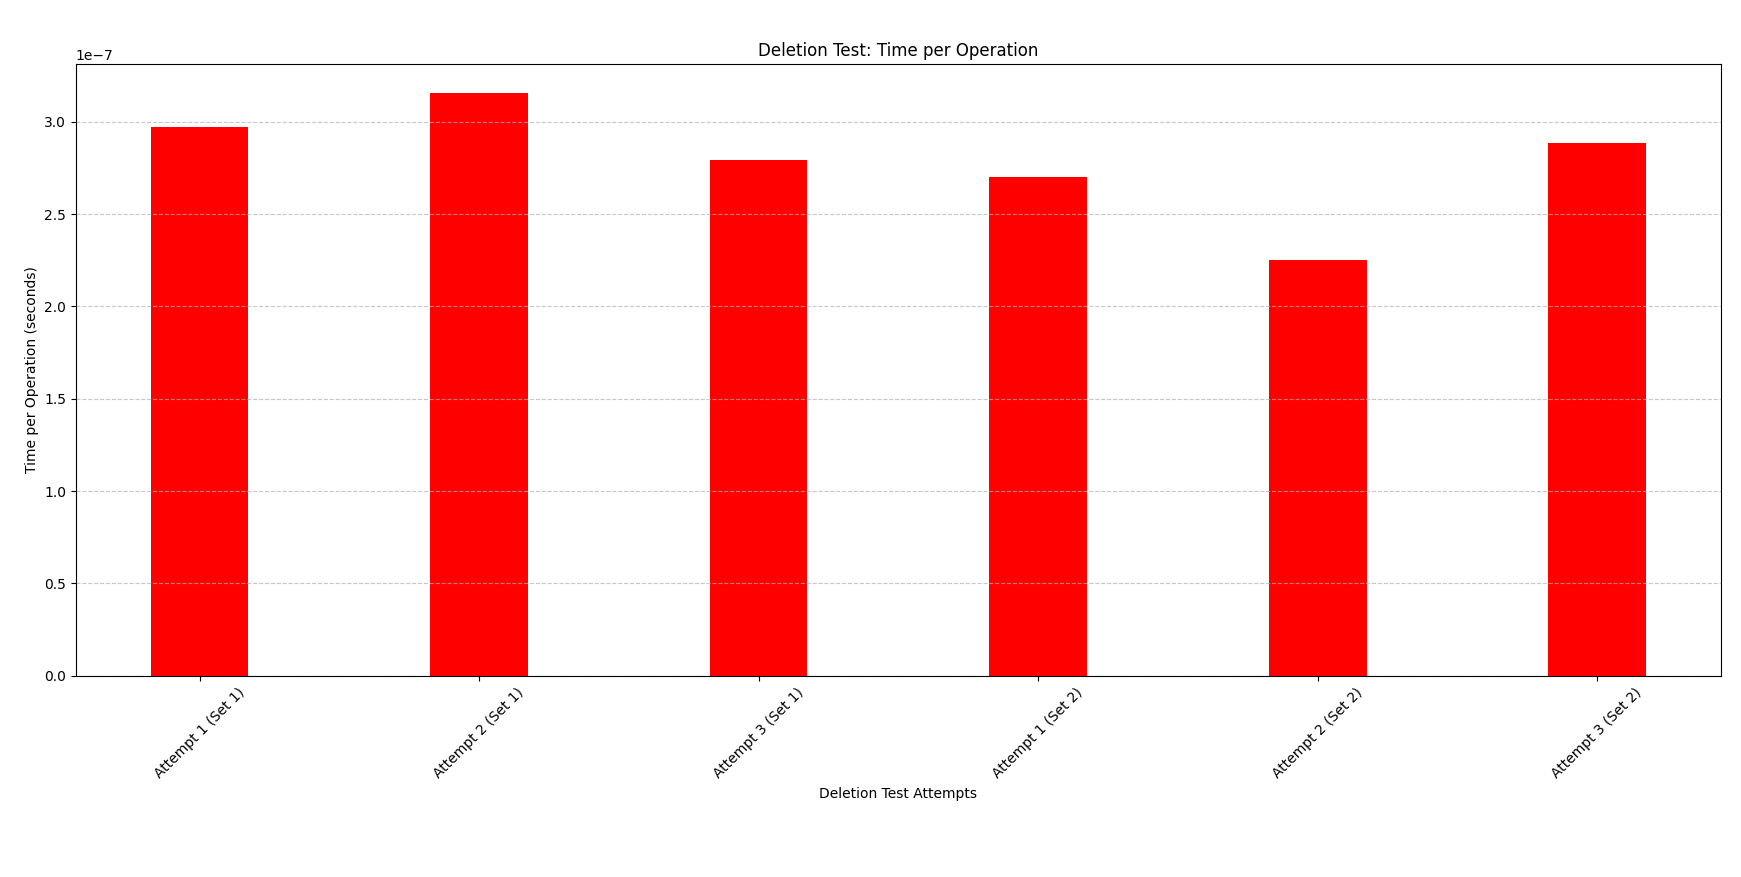 Deletion Test: Time per Operation
1e−7
3.0
2.5
2.0
1.5
1.0
0.5
0.0
Time per Operation (seconds)
Attempt 1 (Set 1)
Attempt 2 (Set 1)
Attempt 3 (Set 1)
Attempt 1 (Set 2)
Attempt 2 (Set 2)
Attempt 3 (Set 2)
Deletion Test Attempts